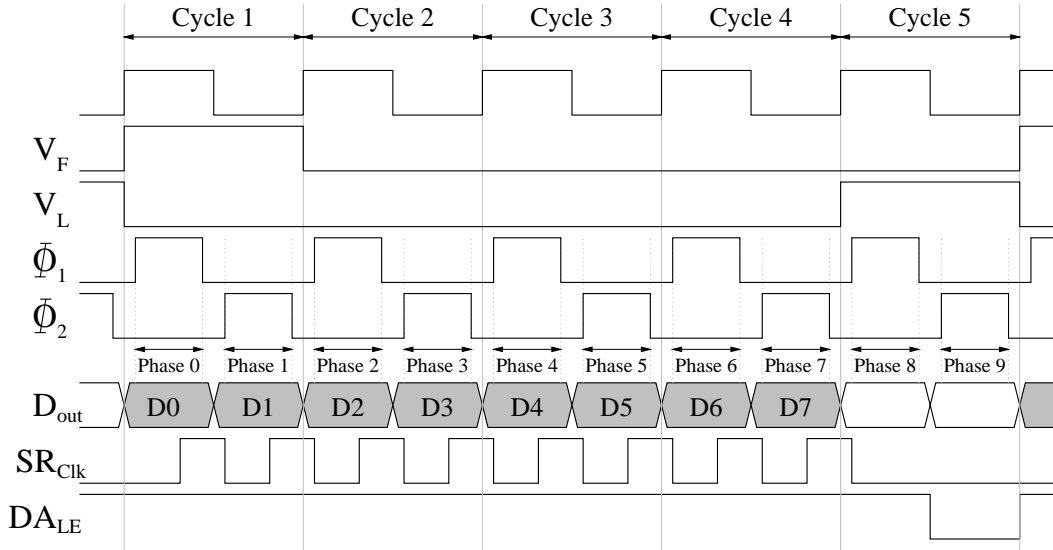 Cycle 1 Cycle 2 Cycle 3 Cycle 4 Cycle 5
V_F
V_L
Φ_1
Φ_2
Phase 0 Phase 1 Phase 2 Phase 3 Phase 4 Phase 5 Phase 6 Phase 7 Phase 8 Phase 9
D_out D0 D1 D2 D3 D4 D5 D6 D7
SR_Clk
DA_LE